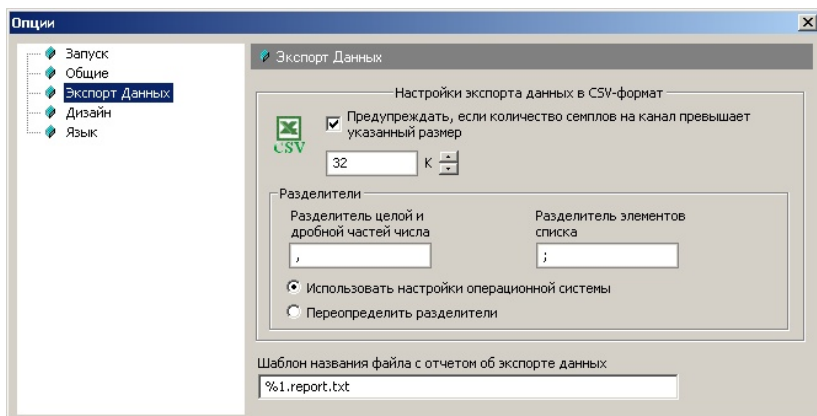 Опции
Запуск
Общие
Экспорт Данных
Дизайн
Язык
Экспорт Данных
Настройки экспорта данных в CSV-формат
CSV
Предупреждать, если количество семплов на канал превышает
указанный размер
32 К
Разделители
Разделитель целой и
дробной частей числа
,
Разделитель элементов
списка
;
Использовать настройки операционной системы
Переопределить разделители
Шаблон названия файла с отчетом об экспорте данных
%1.report.txt